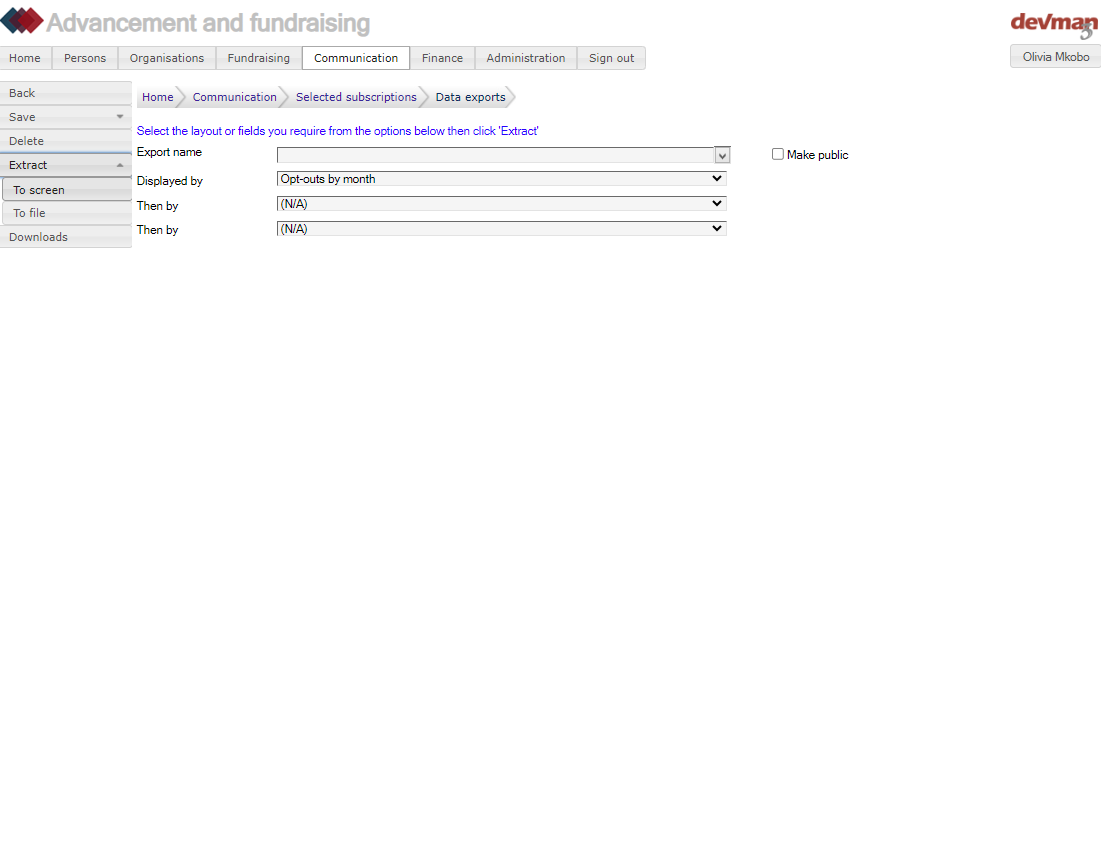 Advancement and fundraising
devman
3
Home Persons Organisations Fundraising Communication Finance Administration Sign out
Olivia Mkobo
Back
Save
Delete
Extract
To screen
To file
Downloads
Home Communication Selected subscriptions Data exports
Select the layout or fields you require from the options below then click 'Extract'
Export name
Make public
Displayed by Opt-outs by month
Then by (N/A)
Then by (N/A)